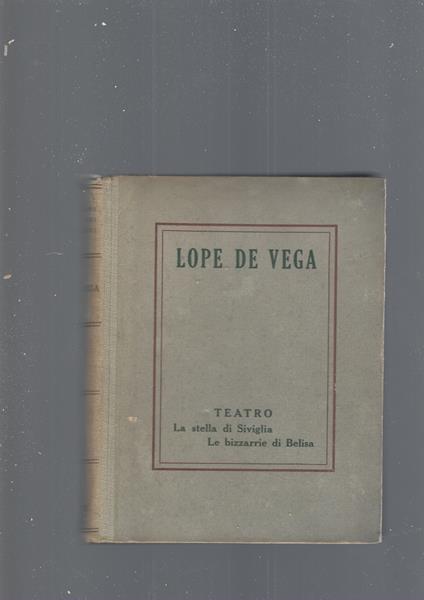 LOPE DE VEGA
TEATRO
La stella di Siviglia
Le bizzarrie di Belisa